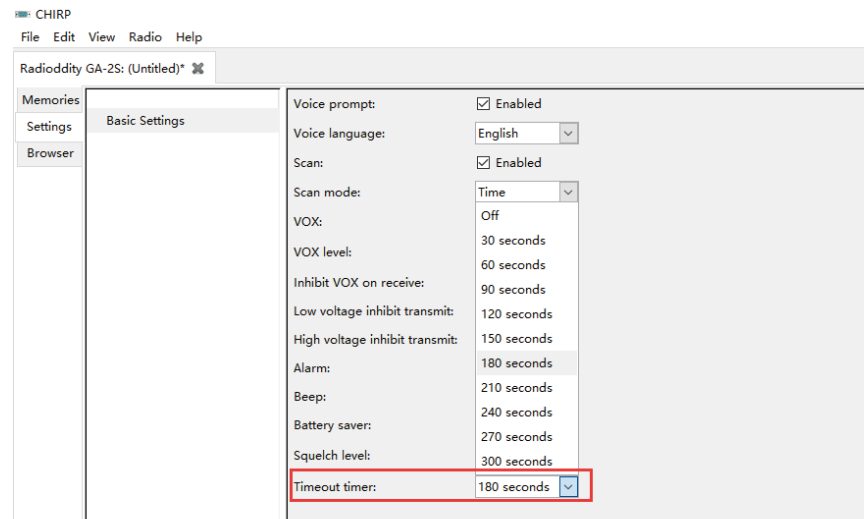 CHIRP
File Edit View Radio Help
Radioddity GA-2S: (Untitled)*
Memories
Settings
Browser
Basic Settings
Voice prompt: Enabled
Voice language: English
Scan: Enabled
Scan mode: Time
VOX:
VOX level:
Inhibit VOX on receive:
Low voltage inhibit transmit:
High voltage inhibit transmit:
Alarm:
Beep:
Battery saver:
Squelch level:
Off
30 seconds
60 seconds
90 seconds
120 seconds
150 seconds
180 seconds
210 seconds
240 seconds
270 seconds
300 seconds
Timeout timer: 180 seconds